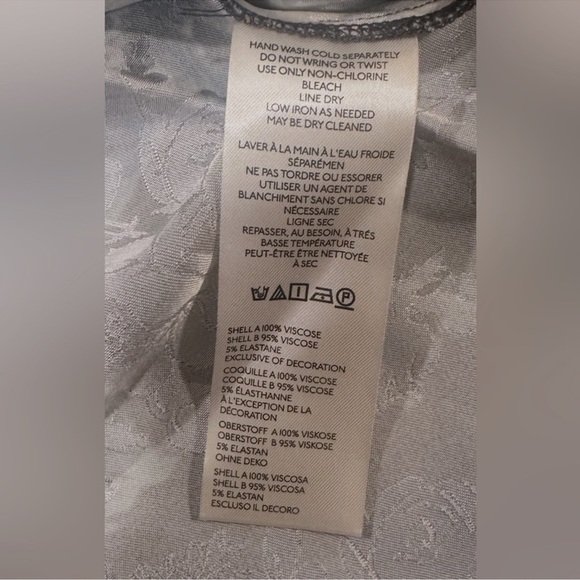 HAND WASH COLD SEPARATELY
DO NOT WRING OR TWIST
USE ONLY NON-CHLORINE
BLEACH
LINE DRY
LOW IRON AS NEEDED
MAY BE DRY CLEANED
LAVER À LA MAIN À L'EAU FROIDE
SÉPARÉMEN
NE PAS TORDRE OU ESSORER
UTILISER UN AGENT DE
BLANCHIMENT SANS CHLORE SI
NÉCESSAIRE
LIGNE SEC
REPASSER, AU BESOIN, À TRÉS
BASSE TEMPÉRATURE
PEUT-ÊTRE ÊTRE NETTOYÉE
À SEC
P
SHELL A 100% VISCOSE
SHELL B 95% VISCOSE
5% ELASTANE
EXCLUSIVE OF DECORATION
COQUILLE A 100% VISCOSE
COQUILLE B 95% VISCOSE
5% ÉLASTHANNE
À L'EXCEPTION DE LA
DÉCORATION
OBERSTOFF A 100% VISKOSE
OBERSTOFF B 95% VISKOSE
5% ELASTAN
OHNE DEKO
SHELL A 100% VISCOSA
SHELL B 95% VISCOSA
5% ELASTAN
ESCLUSO IL DECORO